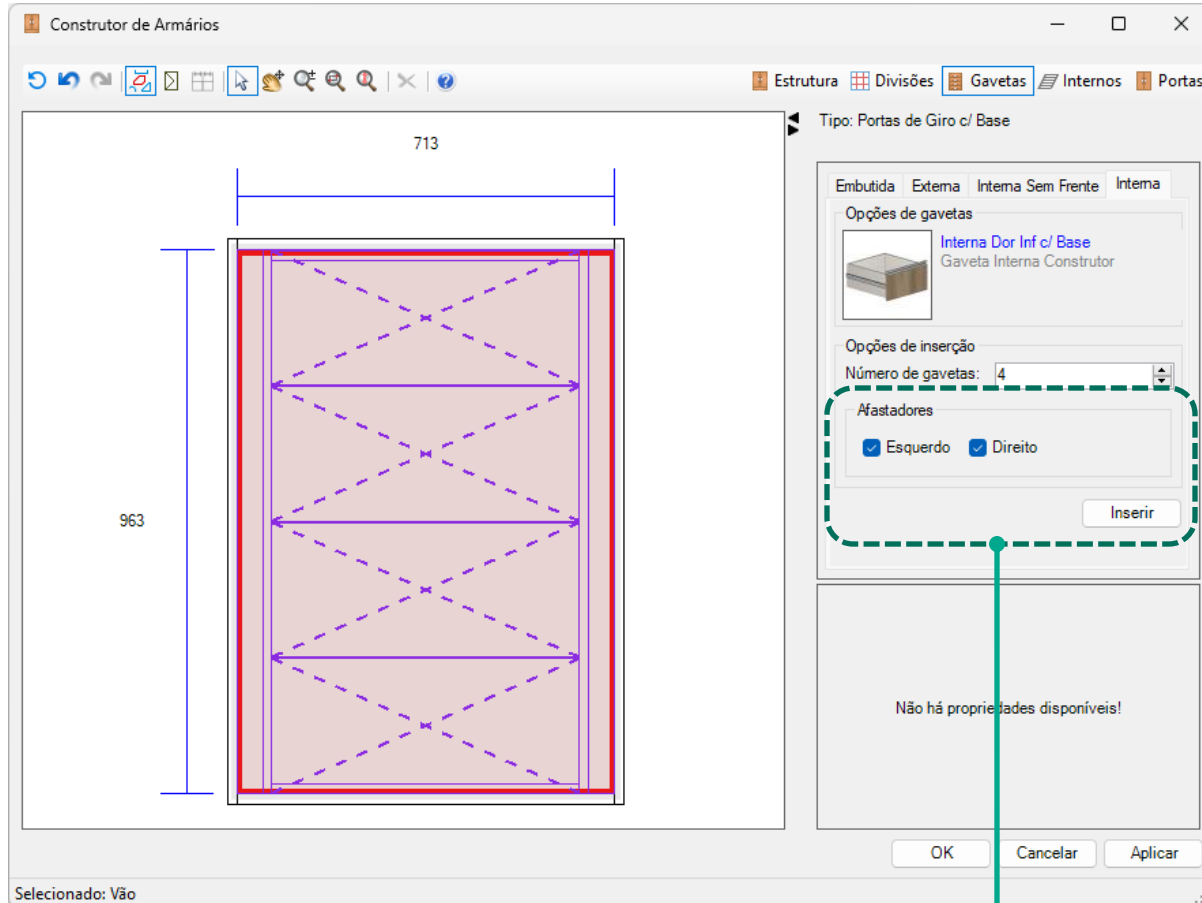 Construtor de Armários
Estrutura Divisões Gavetas Internos Portas
Tipo: Portas de Giro c/ Base
713
963
Embutida Externa Interna Sem Frente Interna
Opções de gavetas
Interna Dor Inf c/ Base
Gaveta Interna Construtor
Opções de inserção
Número de gavetas: 4
Afastadores
Esquerdo Direito
Inserir
Não há propriedades disponíveis!
OK Cancelar Aplicar
Selecionado: Vão